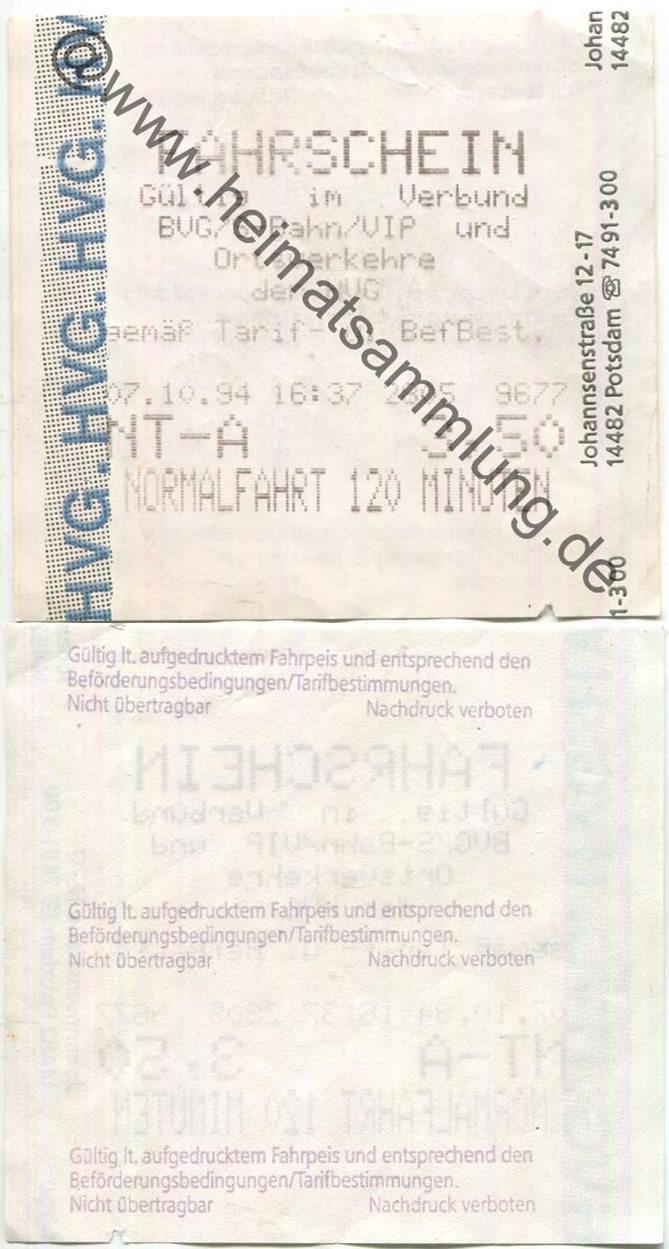 HVG. HVG. HVG. H
FAHRSCHEIN
Gültig im Verbund
BVG/S-Bahn/VIP und
Ortsverkehre
der HVG
gemäß Tarif- u. BefBest.
07.10.94 16:37 2305 9677
NT-A 3,50
NORMALFAHRT 120 MINUTEN
Johannsenstraße 12-17
14482 Potsdam ☎ 7491-300
Johan
14482
1-300
@www.heimatsammlung.de
Gültig lt. aufgedrucktem Fahrpeis und entsprechend den
Beförderungsbedingungen/Tarifbestimmungen.
Nicht übertragbar Nachdruck verboten
Gültig lt. aufgedrucktem Fahrpeis und entsprechend den
Beförderungsbedingungen/Tarifbestimmungen.
Nicht übertragbar Nachdruck verboten
Gültig lt. aufgedrucktem Fahrpeis und entsprechend den
Beförderungsbedingungen/Tarifbestimmungen.
Nicht übertragbar Nachdruck verboten